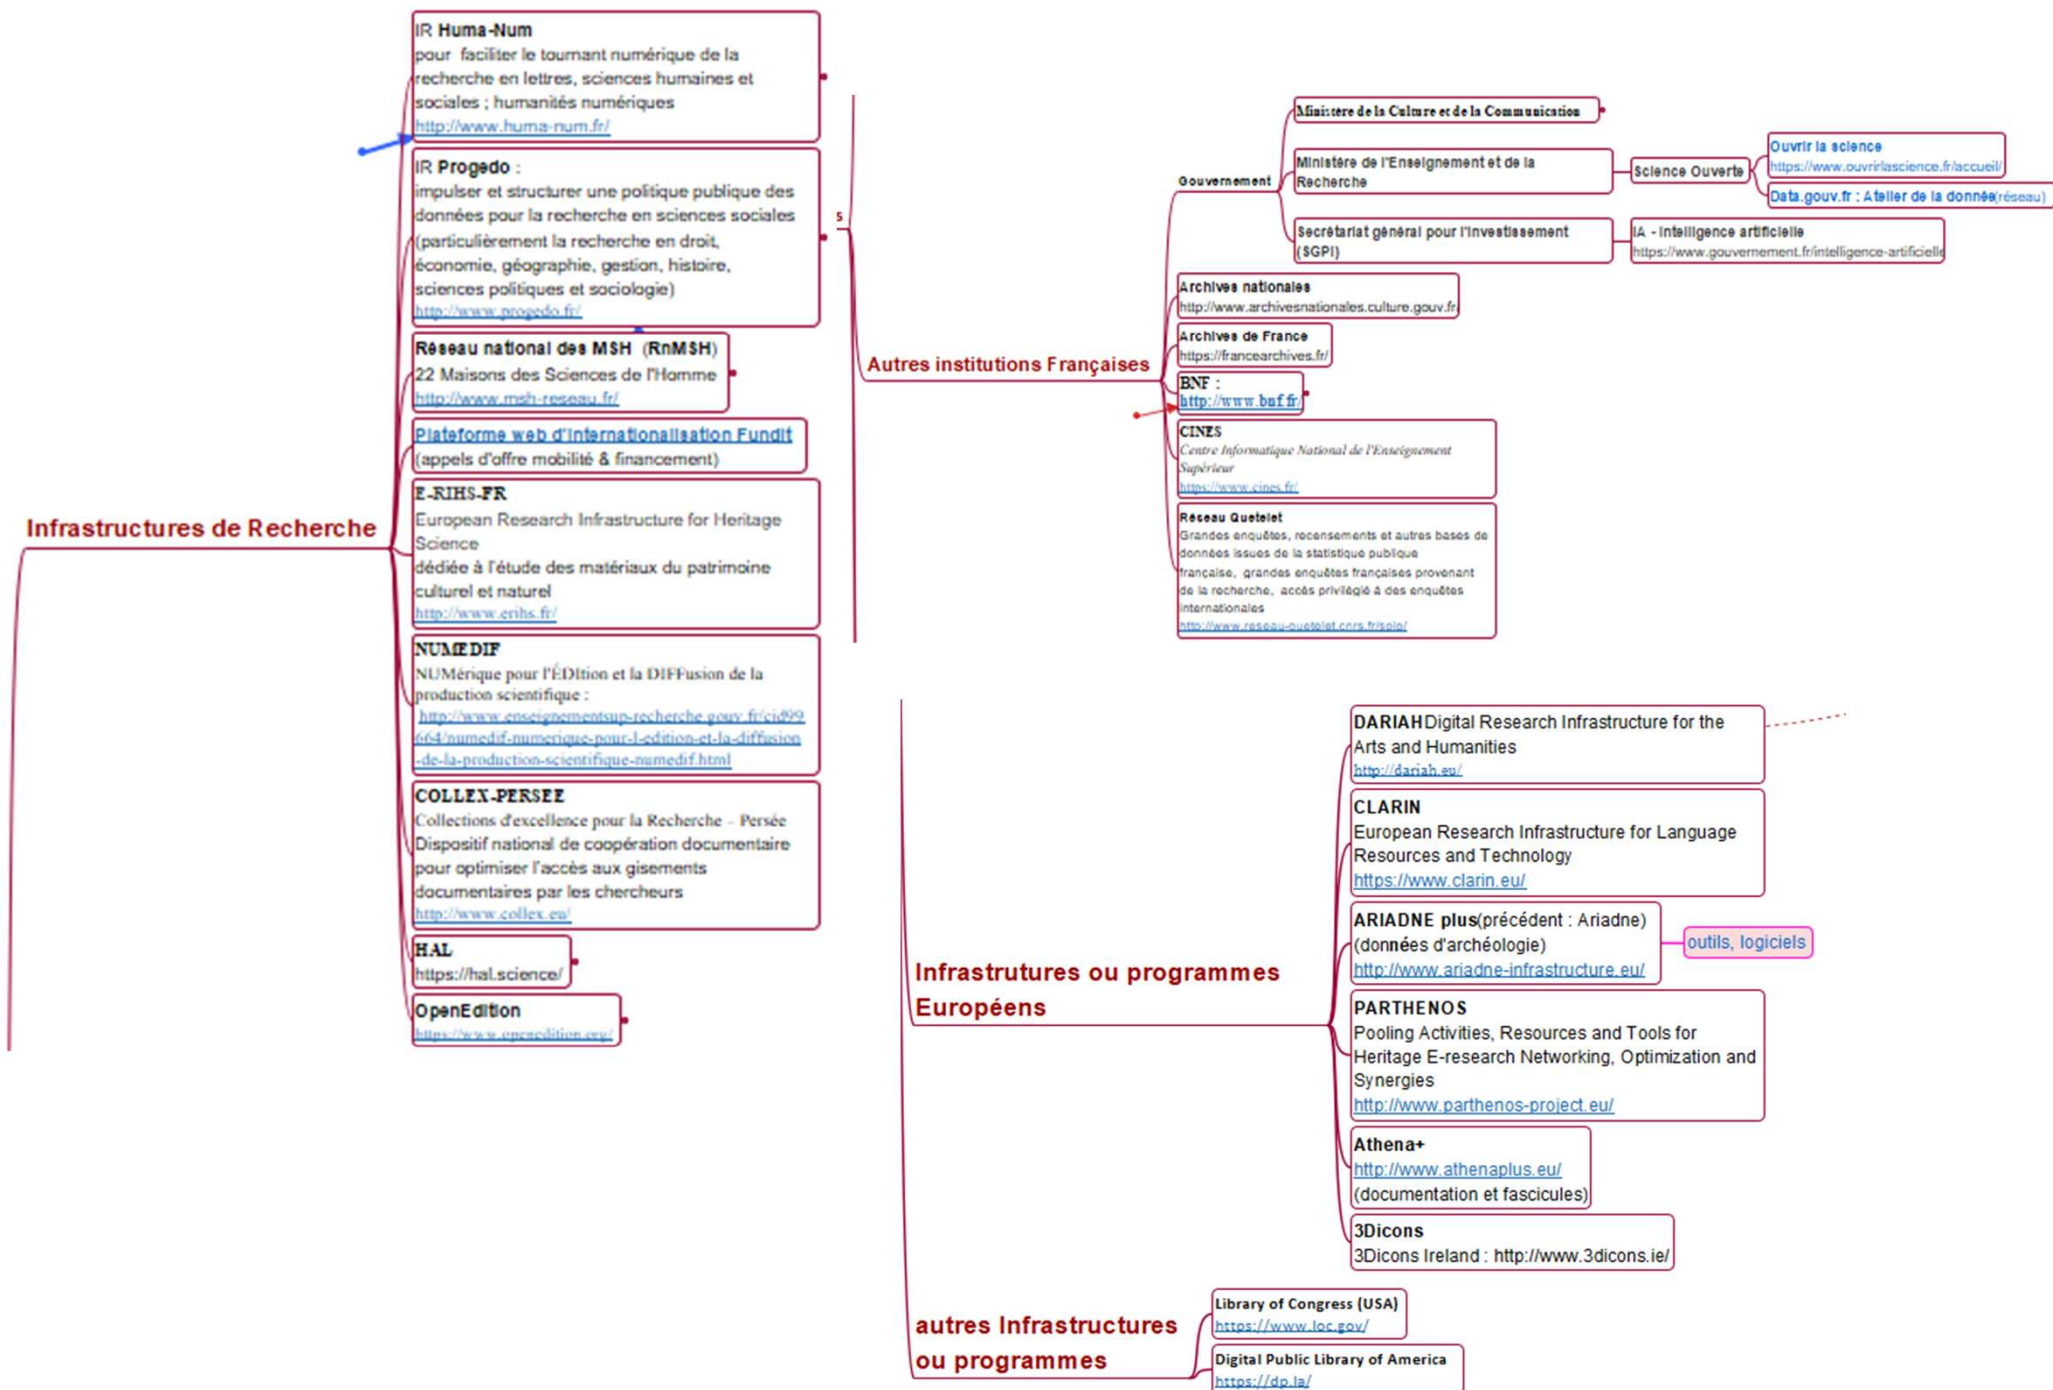 Infrastructures de Recherche
IR Huma-Num
pour faciliter le tournant numérique de la
recherche en lettres, sciences humaines et
sociales ; humanités numériques
http://www.huma-num.fr/
IR Progedo :
impulser et structurer une politique publique des
données pour la recherche en sciences sociales
(particulièrement la recherche en droit,
économie, géographie, gestion, histoire,
sciences politiques et sociologie)
http://www.progedo.fr/
Réseau national des MSH (RnMSH)
22 Maisons des Sciences de l'Homme
http://www.msh-reseau.fr/
Plateforme web d'internationalisation Fundit
(appels d'offre mobilité & financement)
E-RIHS-FR
European Research Infrastructure for Heritage
Science
dédiée à l'étude des matériaux du patrimoine
culturel et naturel
http://www.erihs.fr/
NUMEDIF
NUMérique pour l'ÉDItion et la DIFFusion de la
production scientifique :
http://www.enseignementsup-recherche.gouv.fr/cid99
664/numedif-numerique-pour-l-edition-et-la-diffusion
-de-la-production-scientifique-numedif.html
COLLEX-PERSEE
Collections d'excellence pour la Recherche – Persée
Dispositif national de coopération documentaire
pour optimiser l'accès aux gisements
documentaires par les chercheurs
http://www.collex.eu/
HAL
https://hal.science/
OpenEdition
https://www.openedition.org/
s
Autres institutions Françaises
Gouvernement
Ministère de la Culture et de la Communication
Ministère de l'Enseignement et de la
Recherche
Science Ouverte
Ouvrir la science
https://www.ouvrirlascience.fr/accueil/
Data.gouv.fr : Atelier de la donnée(réseau)
Secrétariat général pour l'Investissement
(SGPI)
IA - Intelligence artificielle
https://www.gouvernement.fr/intelligence-artificielle
Archives nationales
http://www.archivesnationales.culture.gouv.fr/
Archives de France
https://francearchives.fr/
BNF :
http://www.bnf.fr/
CINES
Centre Informatique National de l'Enseignement
Supérieur
https://www.cines.fr/
Réseau Quetelet
Grandes enquêtes, recensements et autres bases de
données issues de la statistique publique
française, grandes enquêtes françaises provenant
de la recherche, accès privilégié à des enquêtes
internationales
http://www.reseau-quetelet.cnrs.fr/spip/
Infrastrutures ou programmes
Européens
DARIAHDigital Research Infrastructure for the
Arts and Humanities
http://dariah.eu/
CLARIN
European Research Infrastructure for Language
Resources and Technology
https://www.clarin.eu/
ARIADNE plus(précédent : Ariadne)
(données d'archéologie)
http://www.ariadne-infrastructure.eu/
outils, logiciels
PARTHENOS
Pooling Activities, Resources and Tools for
Heritage E-research Networking, Optimization and
Synergies
http://www.parthenos-project.eu/
Athena+
http://www.athenaplus.eu/
(documentation et fascicules)
3Dicons
3Dicons Ireland : http://www.3dicons.ie/
autres Infrastructures
ou programmes
Library of Congress (USA)
https://www.loc.gov/
Digital Public Library of America
https://dp.la/